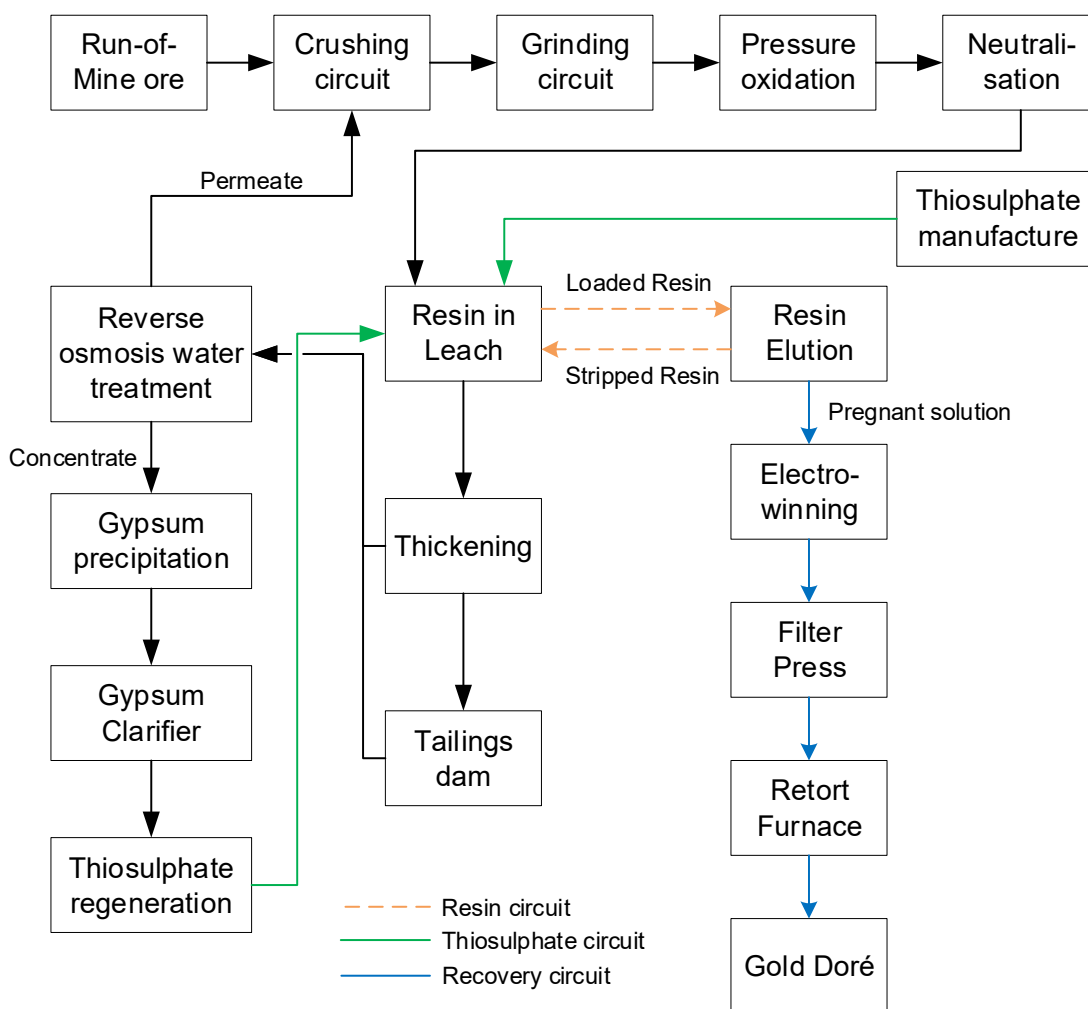 Run-of-
Mine ore
Crushing
circuit
Grinding
circuit
Pressure
oxidation
Neutrali-
sation
Permeate
Thiosulphate
manufacture
Reverse
osmosis water
treatment
Resin in
Leach
Loaded Resin
Stripped Resin
Resin
Elution
Pregnant solution
Concentrate
Gypsum
precipitation
Thickening
Electro-
winning
Filter
Press
Gypsum
Clarifier
Tailings
dam
Retort
Furnace
Thiosulphate
regeneration
Resin circuit
Thiosulphate circuit
Recovery circuit
Gold Doré